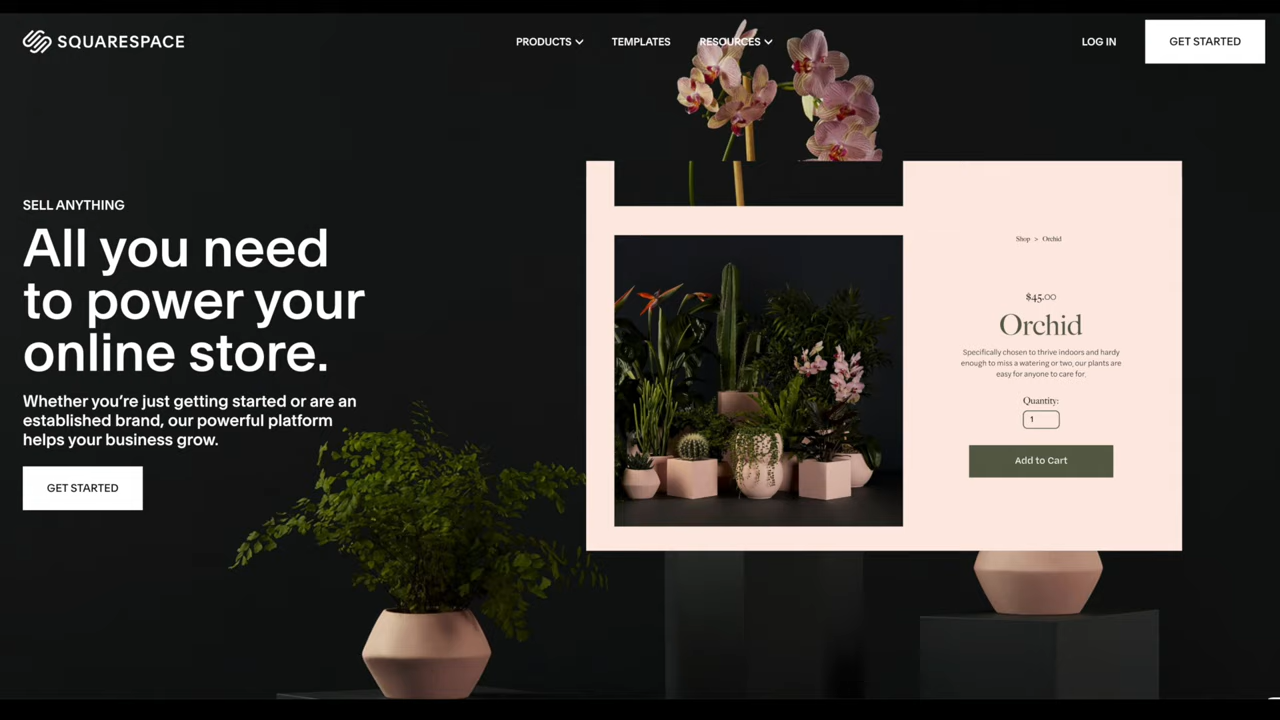 SQUARESPACE
PRODUCTS
TEMPLATES
RESOURCES
LOG IN
GET STARTED
SELL ANYTHING
All you need
to power your
online store.
Whether you're just getting started or are an
established brand, our powerful platform
helps your business grow.
GET STARTED
Shop > Orchid
$45.00
Orchid
Specifically chosen to thrive indoors and hardy
enough to miss a watering or two, our plants are
easy for anyone to care for.
Quantity:
1
Add to Cart